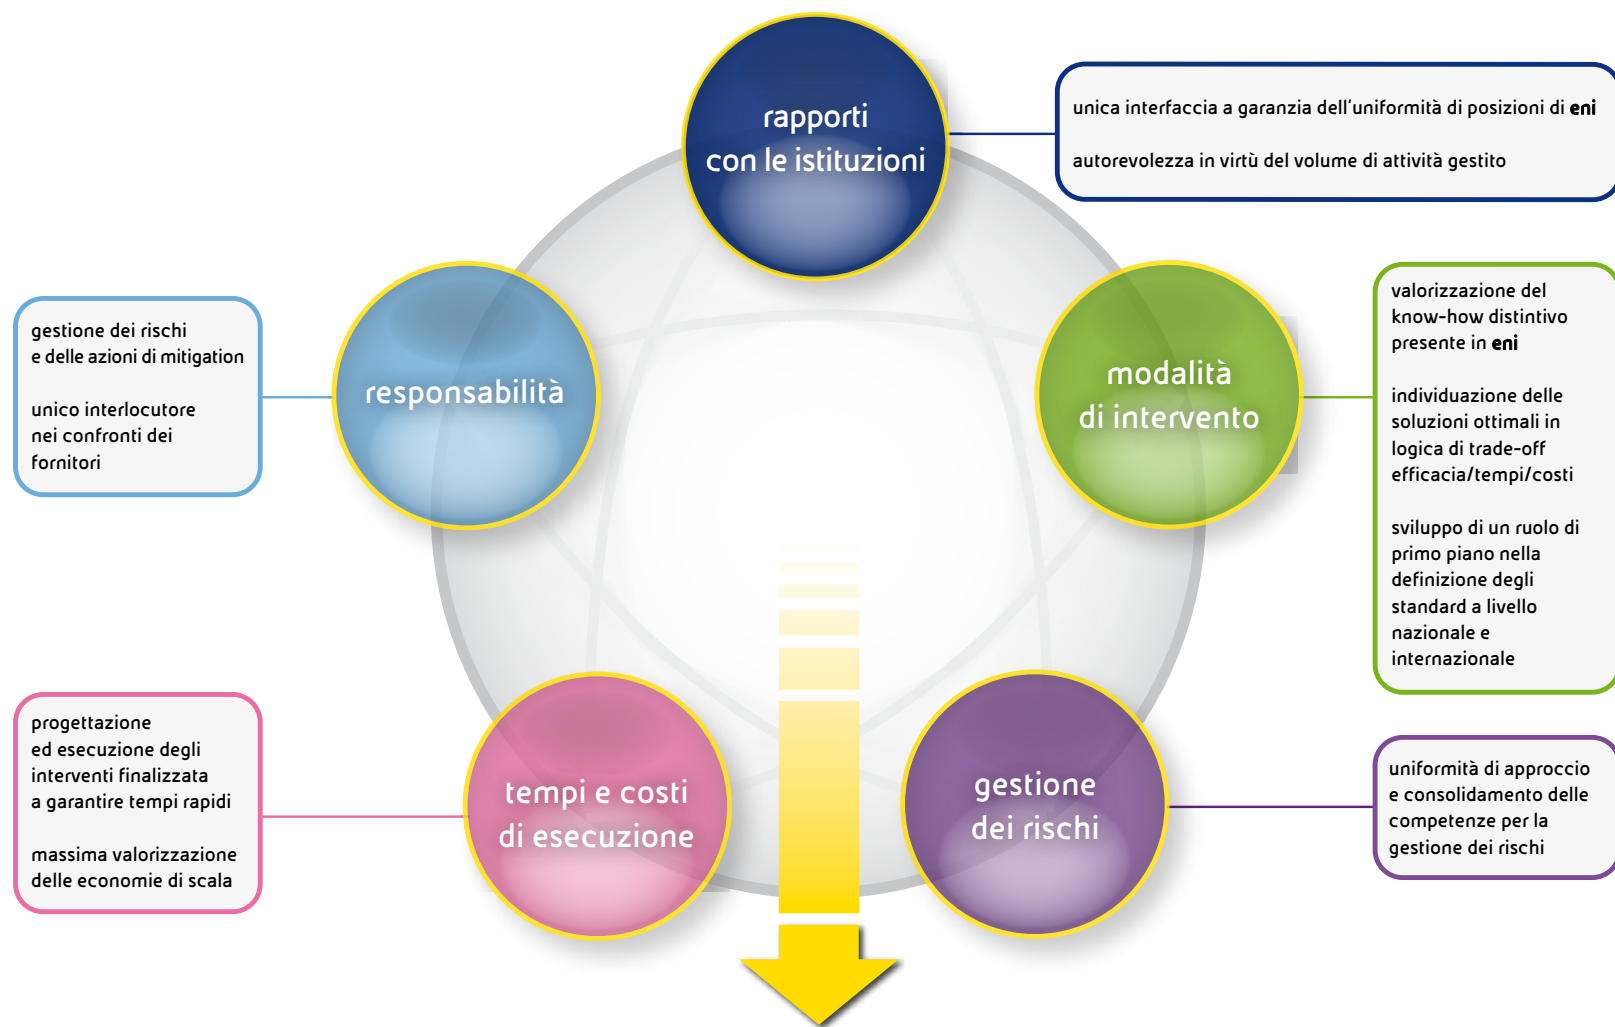 rapporti
con le istituzioni
unica interfaccia a garanzia dell'uniformità di posizioni di eni
autorevolezza in virtù del volume di attività gestito
gestione dei rischi
e delle azioni di mitigation
unico interlocutore
nei confronti dei
fornitori
responsabilità
modalità
di intervento
valorizzazione del
know-how distintivo
presente in eni
individuazione delle
soluzioni ottimali in
logica di trade-off
efficacia/tempi/costi
sviluppo di un ruolo di
primo piano nella
definizione degli
standard a livello
nazionale e
internazionale
progettazione
ed esecuzione degli
interventi finalizzata
a garantire tempi rapidi
massima valorizzazione
delle economie di scala
tempi e costi
di esecuzione
gestione
dei rischi
uniformità di approccio
e consolidamento delle
competenze per la
gestione dei rischi